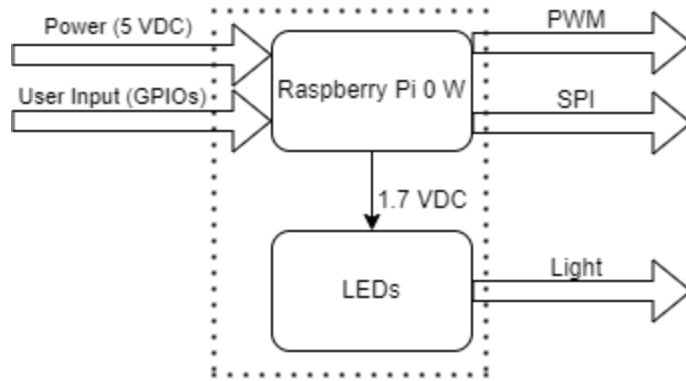 Power (5 VDC)
PWM
User Input (GPIOs)
Raspberry Pi 0 W
SPI
1.7 VDC
LEDs
Light